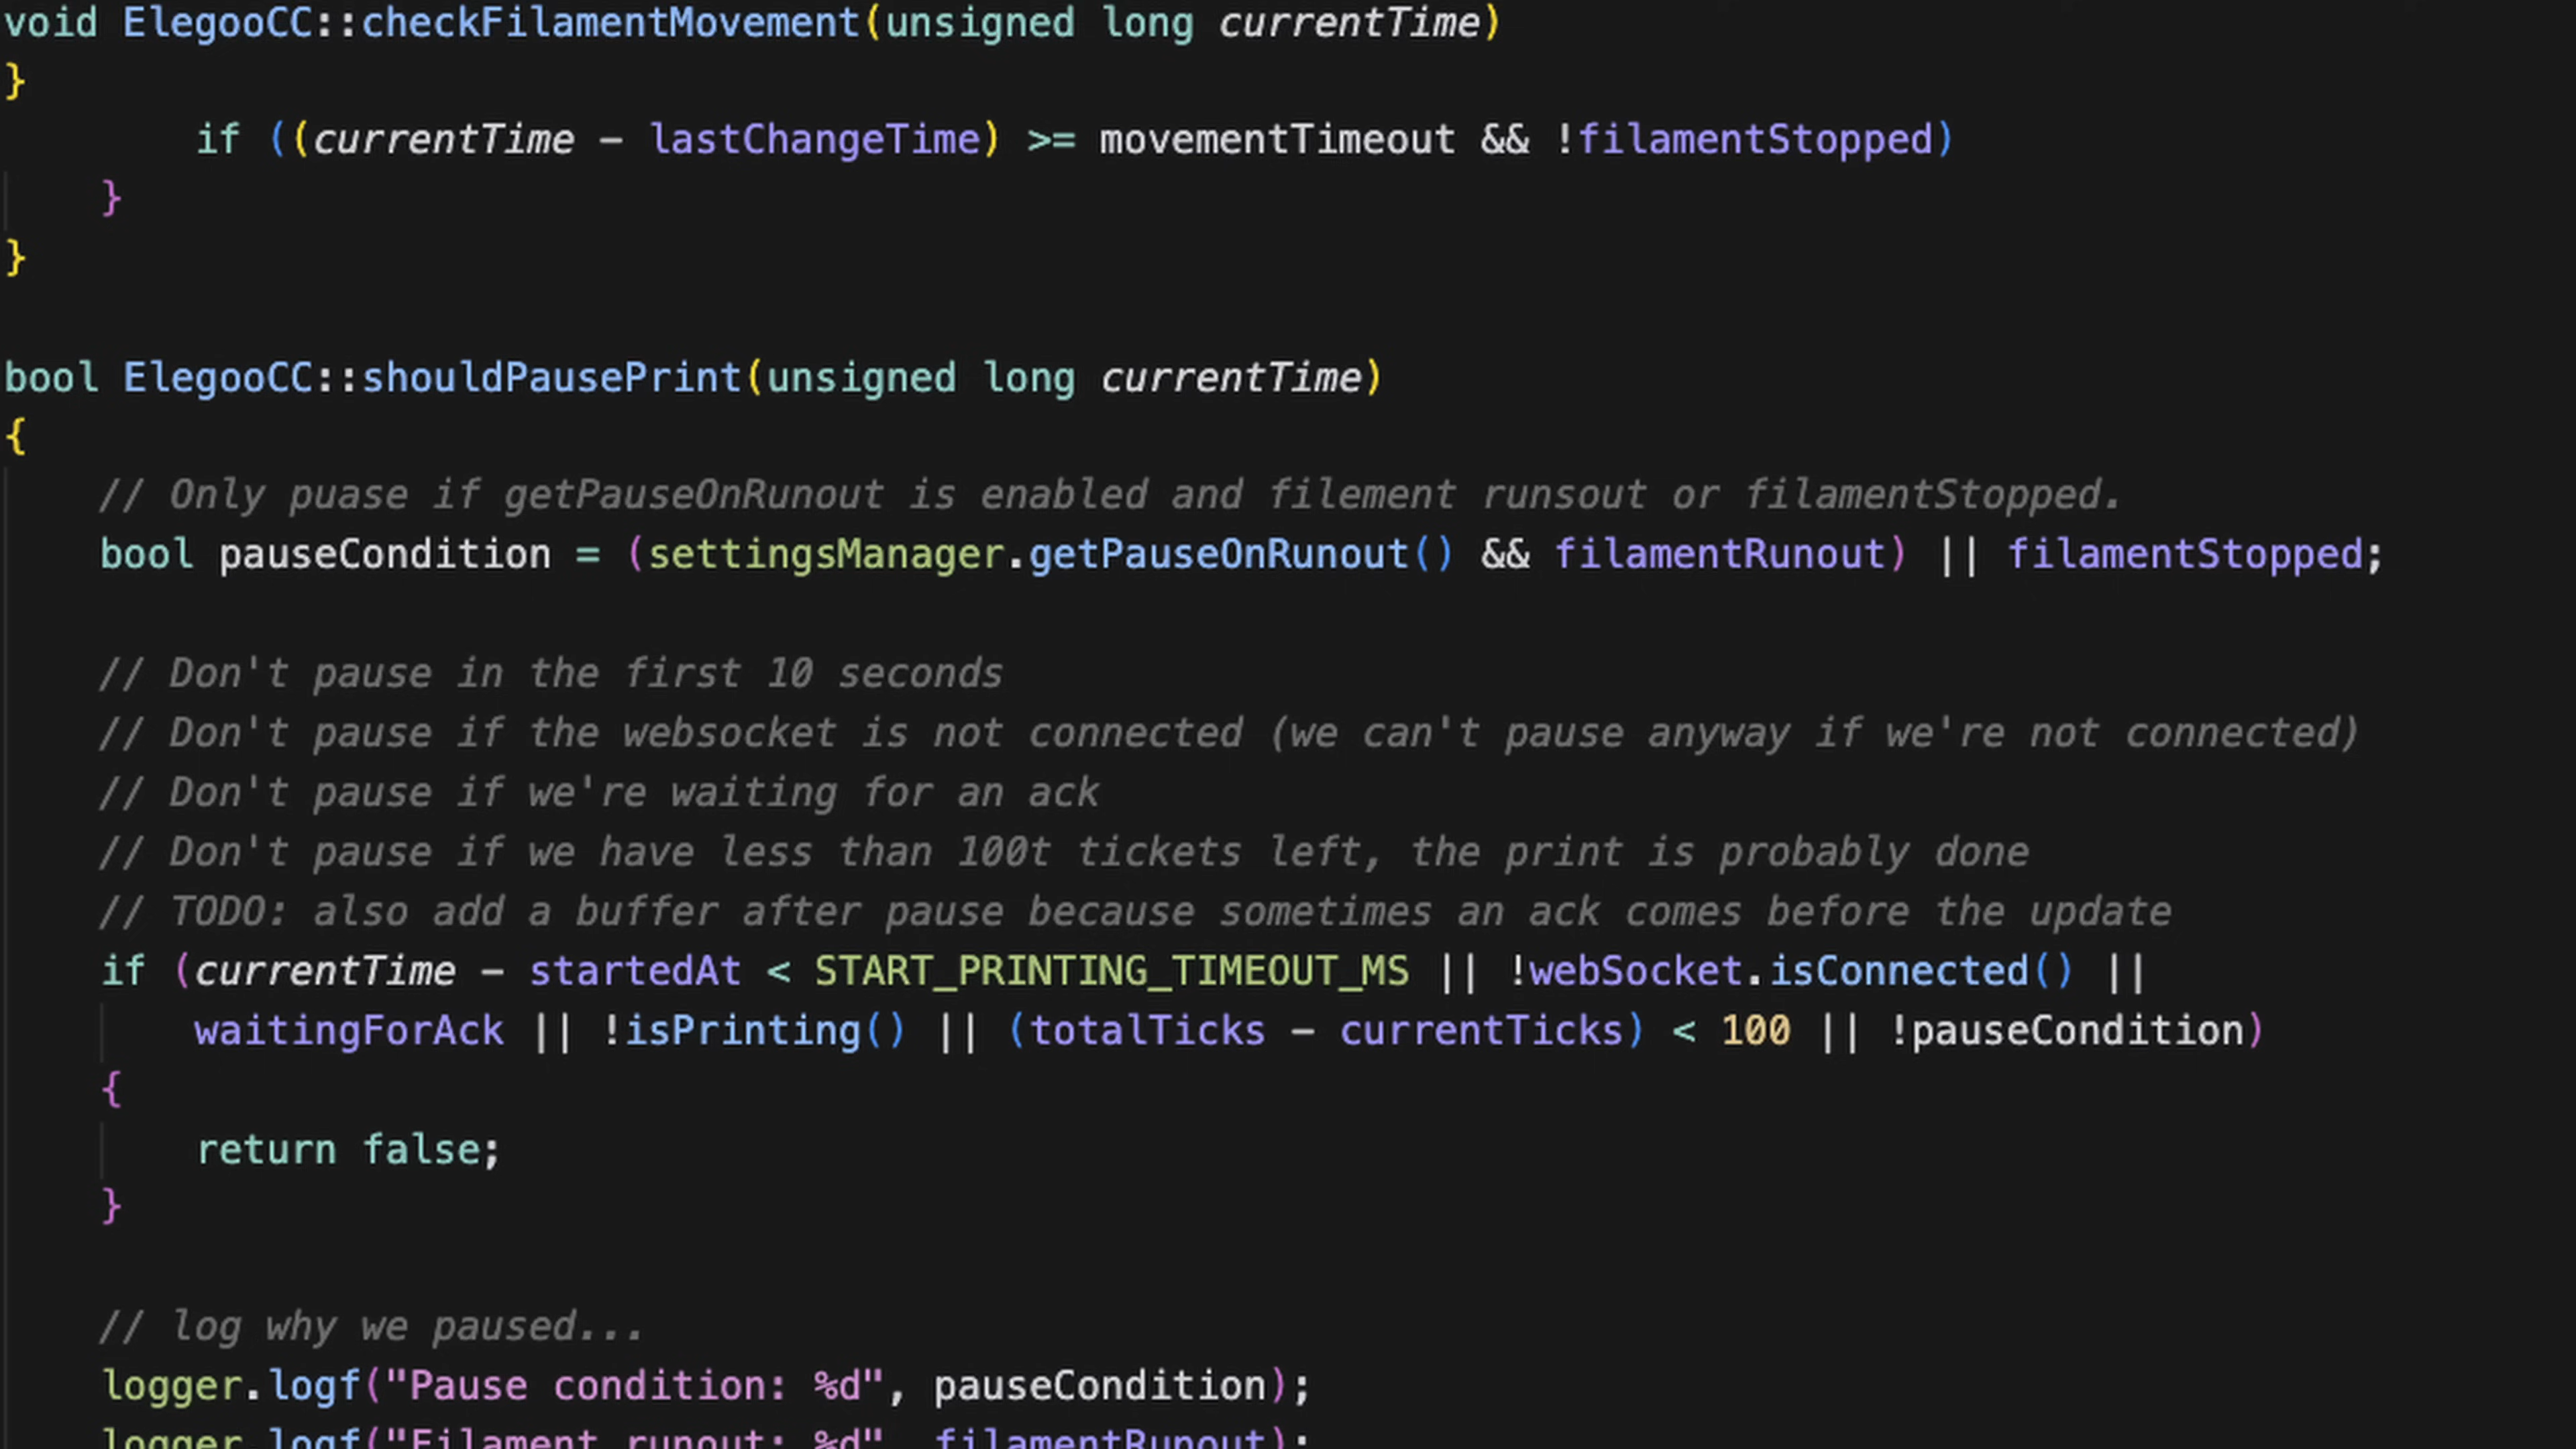 void ElegooCC::checkFilamentMovement(unsigned long currentTime)
}
if ((currentTime - lastChangeTime) >= movementTimeout && !filamentStopped)
}
}
bool ElegooCC::shouldPausePrint(unsigned long currentTime)
{
// Only puase if getPauseOnRunout is enabled and filement runsout or filamentStopped.
bool pauseCondition = (settingsManager.getPauseOnRunout() && filamentRunout) || filamentStopped;
// Don't pause in the first 10 seconds
// Don't pause if the websocket is not connected (we can't pause anyway if we're not connected)
// Don't pause if we're waiting for an ack
// Don't pause if we have less than 100t tickets left, the print is probably done
// TODO: also add a buffer after pause because sometimes an ack comes before the update
if (currentTime - startedAt < START_PRINTING_TIMEOUT_MS || !webSocket.isConnected() ||
waitingForAck || !isPrinting() || (totalTicks - currentTicks) < 100 || !pauseCondition)
{
return false;
}
// log why we paused...
logger.logf("Pause condition: %d", pauseCondition);
logger.logf("Filament runout: %d", filamentRunout);